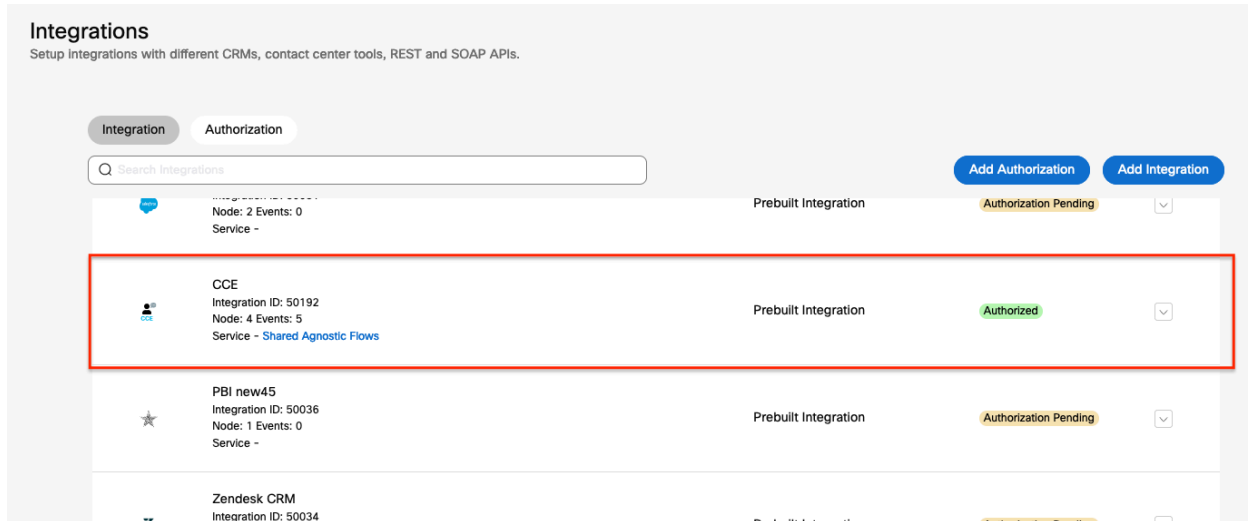 Integrations
Setup integrations with different CRMs, contact center tools, REST and SOAP APIs.
Integration Authorization
Search Integrations
Add Authorization Add Integration
Node: 2 Events: 0
Service -
Prebuilt Integration
Authorization Pending
CCE
CCE
Integration ID: 50192
Node: 4 Events: 5
Service - Shared Agnostic Flows
Prebuilt Integration
Authorized
PBI new45
Integration ID: 50036
Node: 1 Events: 0
Service -
Prebuilt Integration
Authorization Pending
Zendesk CRM
Integration ID: 50034